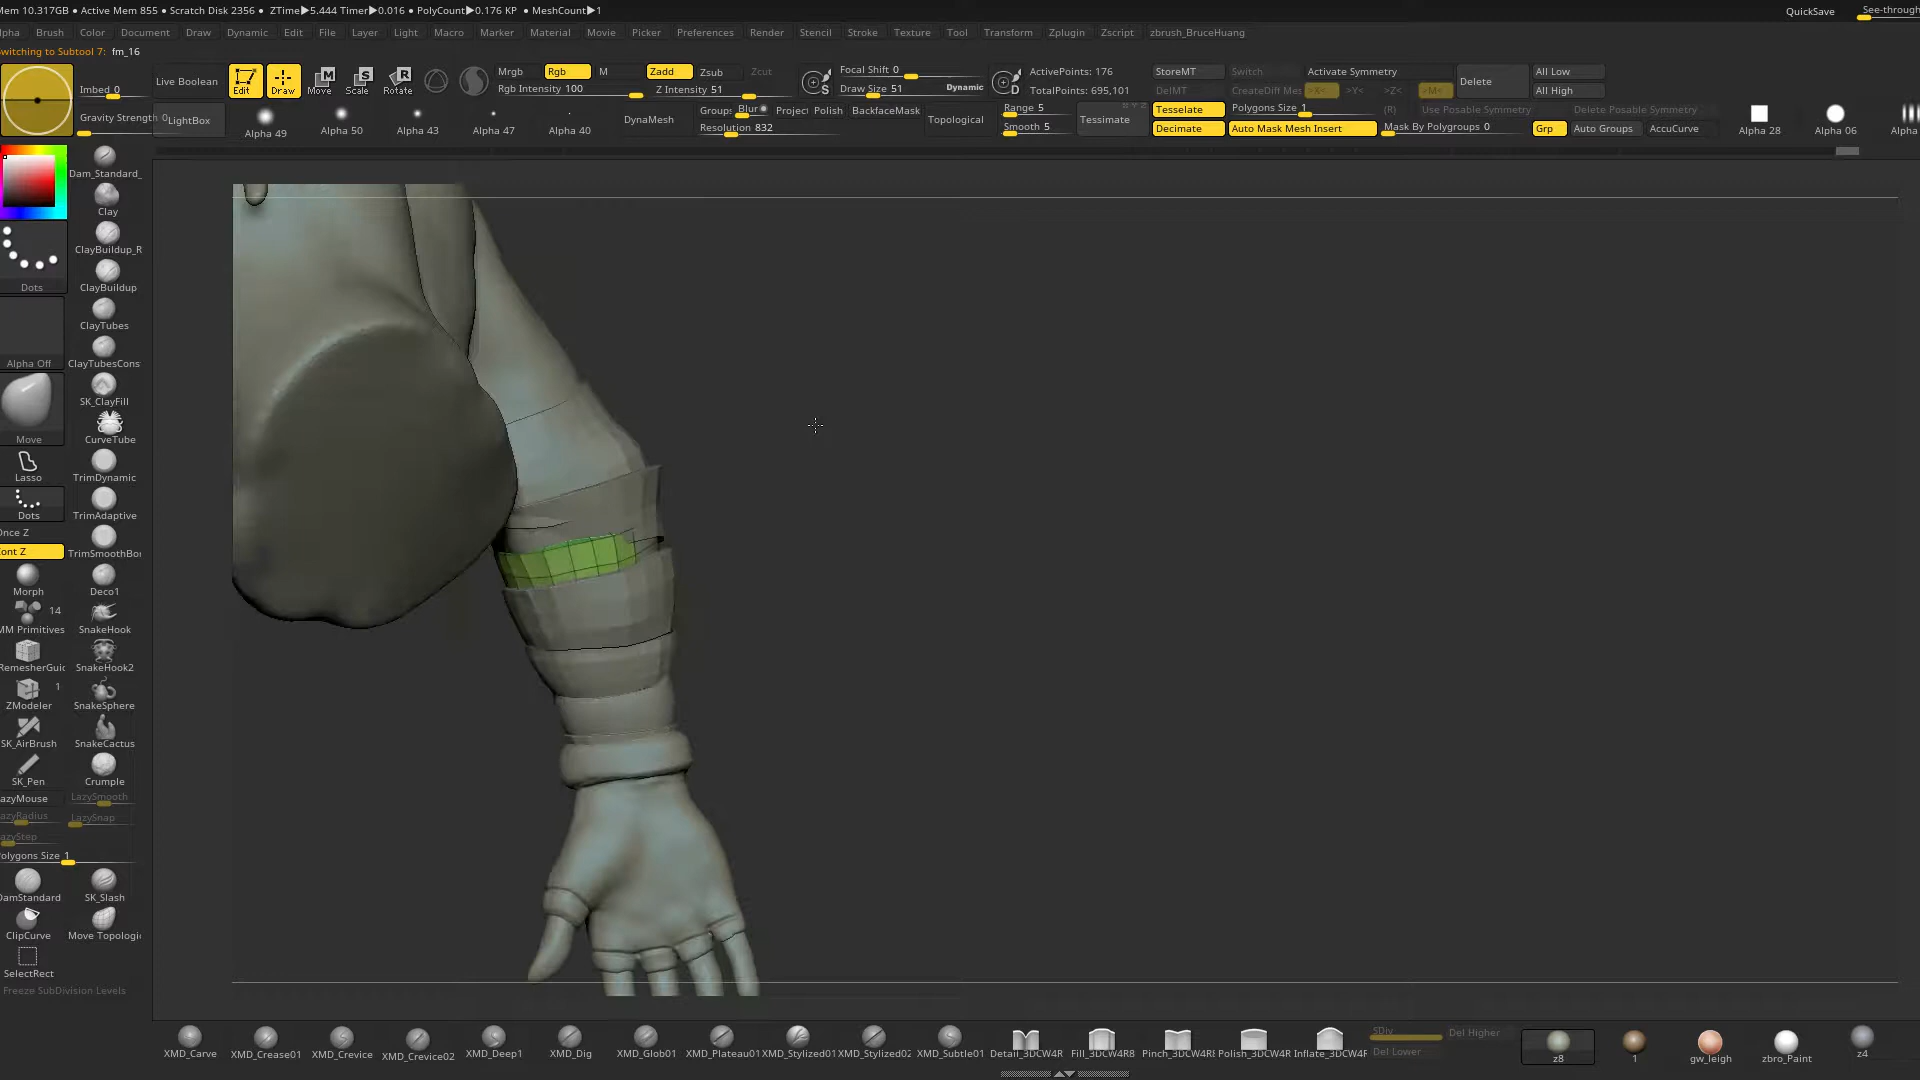 Mem 10.317GB • Active Mem 855 • Scratch Disk 2356 • ZTime▶5.444 Timer▶0.016 • PolyCount▶0.176 KP • MeshCount▶1
QuickSave See-through
lpha Brush Color Document Draw Dynamic Edit File Layer Light Macro Marker Material Movie Picker Preferences Render Stencil Stroke Texture Tool Transform Zplugin Zscript zbrush_BruceHuang
witching to Subtool 7: fm_16
Imbed 0
Gravity Strength 0
Live Boolean
LightBox
Edit Draw Move Scale Rotate
Mrgb Rgb M Zadd Zsub Zcut
Rgb Intensity 100 Z Intensity 51
Focal Shift 0
Draw Size 51 Dynamic
ActivePoints: 176
TotalPoints: 695,101
StoreMT Switch Activate Symmetry
DelMT CreateDiff Mes >X< >Y< >Z< >M<
Delete All Low
All High
Alpha 49 Alpha 50 Alpha 43 Alpha 47 Alpha 40
DynaMesh Group: Blur Project Polish BackfaceMask
Resolution 832
Topological
Range 5
Smooth 5
Tessimate
Tesselate Polygons Size 1 (R) Use Posable Symmetry Delete Posable Symmetry
Decimate Auto Mask Mesh Insert Mask By Polygroups 0 Grp Auto Groups AccuCurve
Alpha 28 Alpha 06 Alpha
Dam_Standard_
Clay
ClayBuildup_R
Dots ClayBuildup
ClayTubes
Alpha Off ClayTubesCons
SK_ClayFill
Move CurveTube
Lasso TrimDynamic
Dots TrimAdaptive
Once Z
Cont Z TrimSmoothBor
Morph Deco1
14
MM Primitives SnakeHook
RemesherGuid SnakeHook2
1
ZModeler SnakeSphere
SK_AirBrush SnakeCactus
SK_Pen Crumple
azyMouse LazySmooth
azyRadius LazySnap
azyStep
olygons Size 1
DamStandard SK_Slash
ClipCurve Move Topologi
SelectRect
Freeze SubDivision Levels
XMD_Carve XMD_Crease01 XMD_Crevice XMD_Crevice02 XMD_Deep1 XMD_Dig XMD_Glob01 XMD_Plateau01 XMD_Stylized01 XMD_Stylized02 XMD_Subtle01 Detail_3DCW4R Fill_3DCW4R8 Pinch_3DCW4R8 Polish_3DCW4R Inflate_3DCW4R
SDiv Del Higher
Del Lower
z8 1 gw_leigh zbro_Paint z4